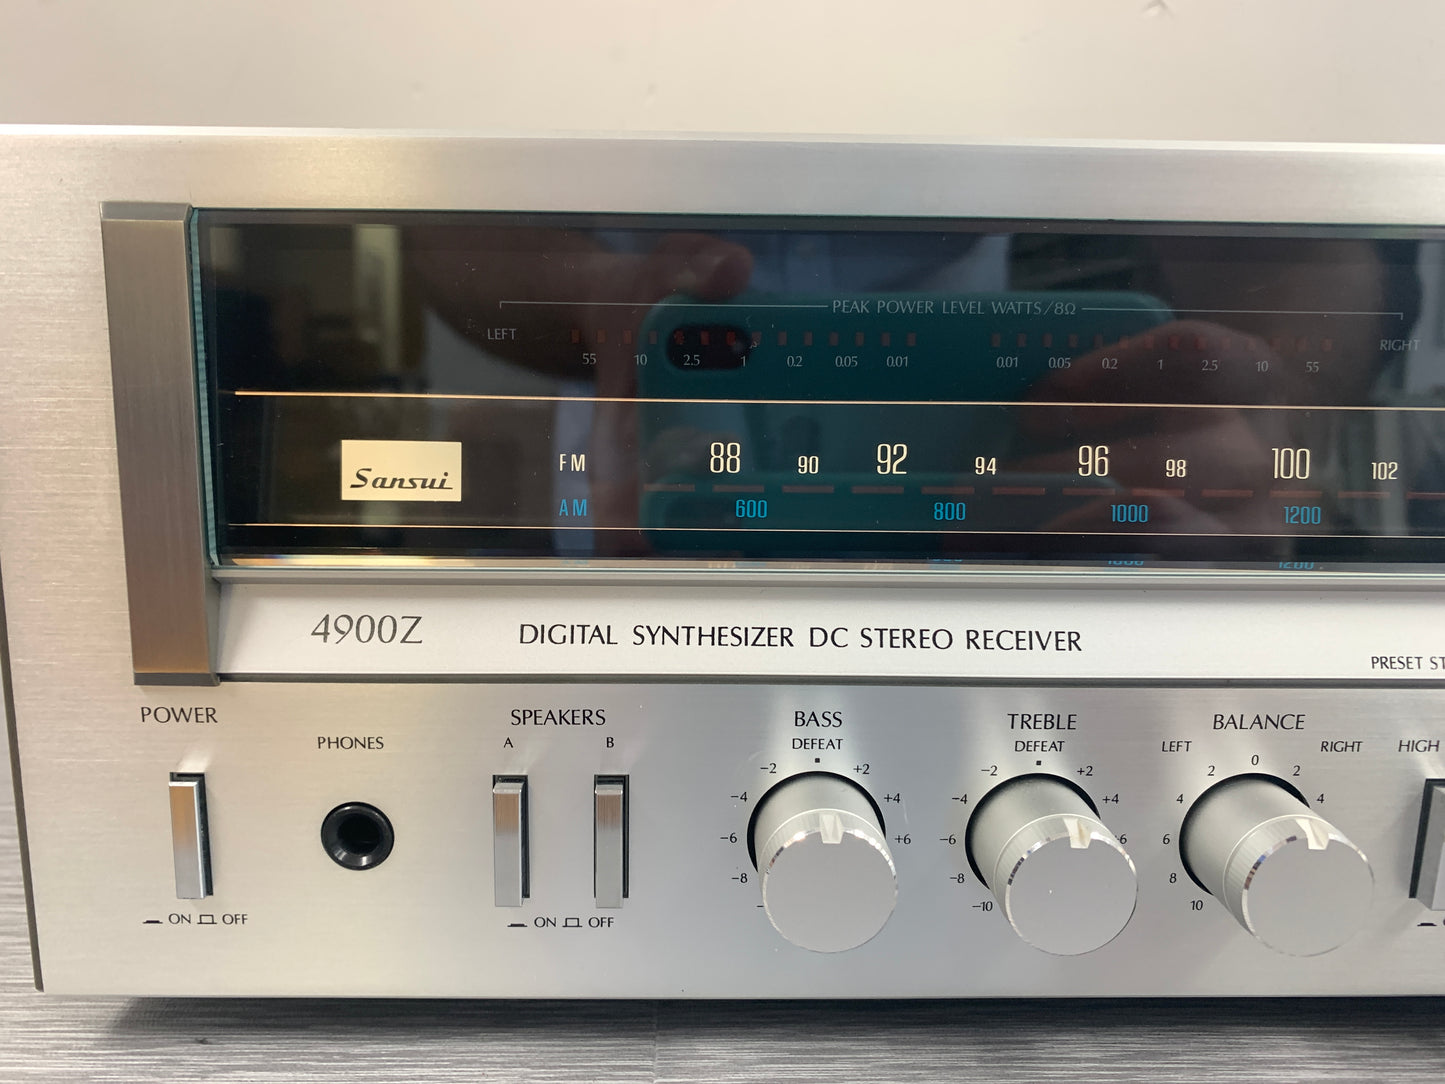 PEAK POWER LEVEL WATTS/8Ω
LEFT RIGHT
55 10 2.5 1 0.2 0.05 0.01 0.01 0.05 0.2 1 2.5 10 55
Sansui
FM 88 90 92 94 96 98 100 102
AM 600 800 1000 1200
4900Z DIGITAL SYNTHESIZER DC STEREO RECEIVER
PRESET ST
POWER
ON OFF
PHONES
SPEAKERS
A B
ON OFF
BASS
DEFEAT
-2 +2
-4 +4
-6 +6
-8
TREBLE
DEFEAT
-2 +2
-4 +4
-6 6
-8
-10
BALANCE
LEFT 0 RIGHT
2 2
4 4
6
8
10
HIGH